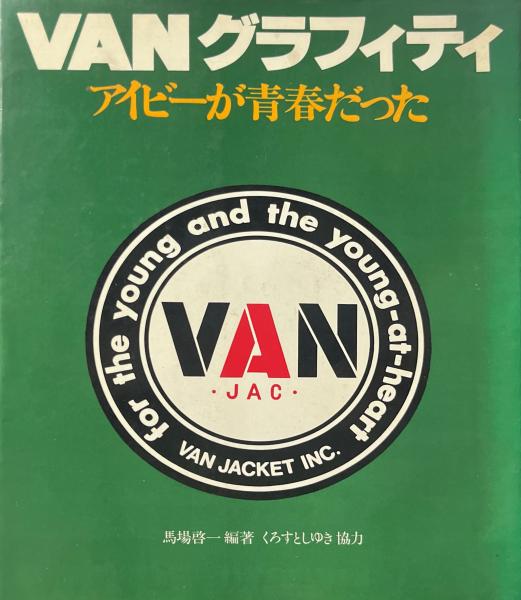 VANグラフィティ
アイビーが青春だった
for the young and the young-at-heart
VAN
・JAC・
VAN JACKET INC.
馬場啓一 編著 くろすとしゆき 協力